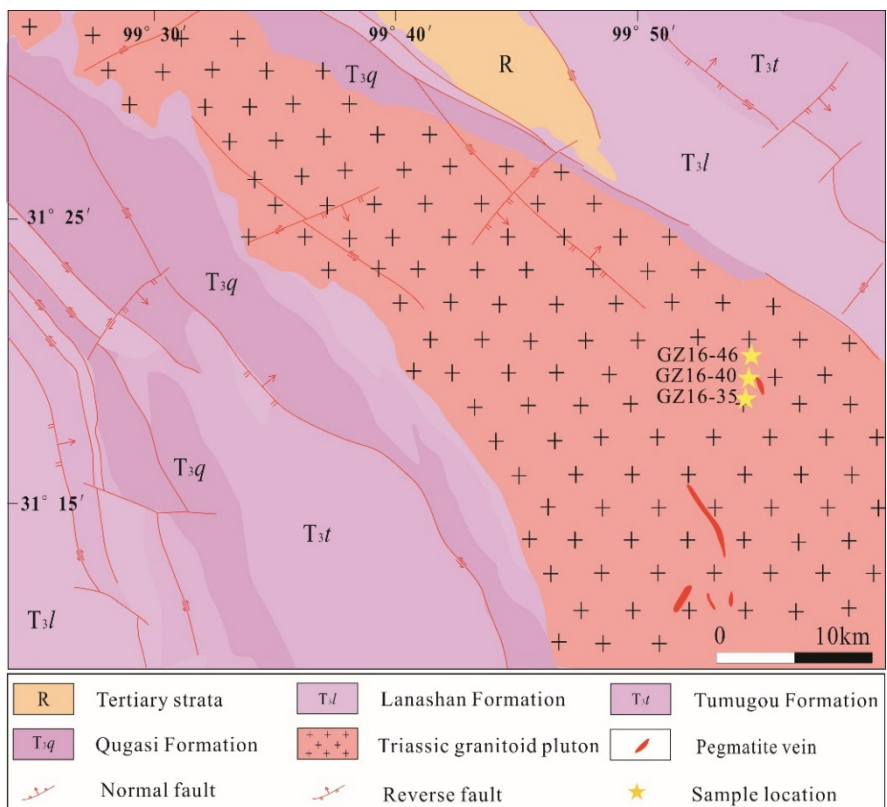 99° 30′ 99° 40′ 99° 50′
R
T₃q
T₃t
T₃l
31° 25′
T₃q
GZ16-46
GZ16-40
GZ16-35
T₃q
31° 15′
T₃t
T₃l
0 10km
R Tertiary strata T₃l Lanashan Formation T₃t Tumugou Formation
T₃q Qugasi Formation Triassic granitoid pluton Pegmatite vein
Normal fault Reverse fault Sample location